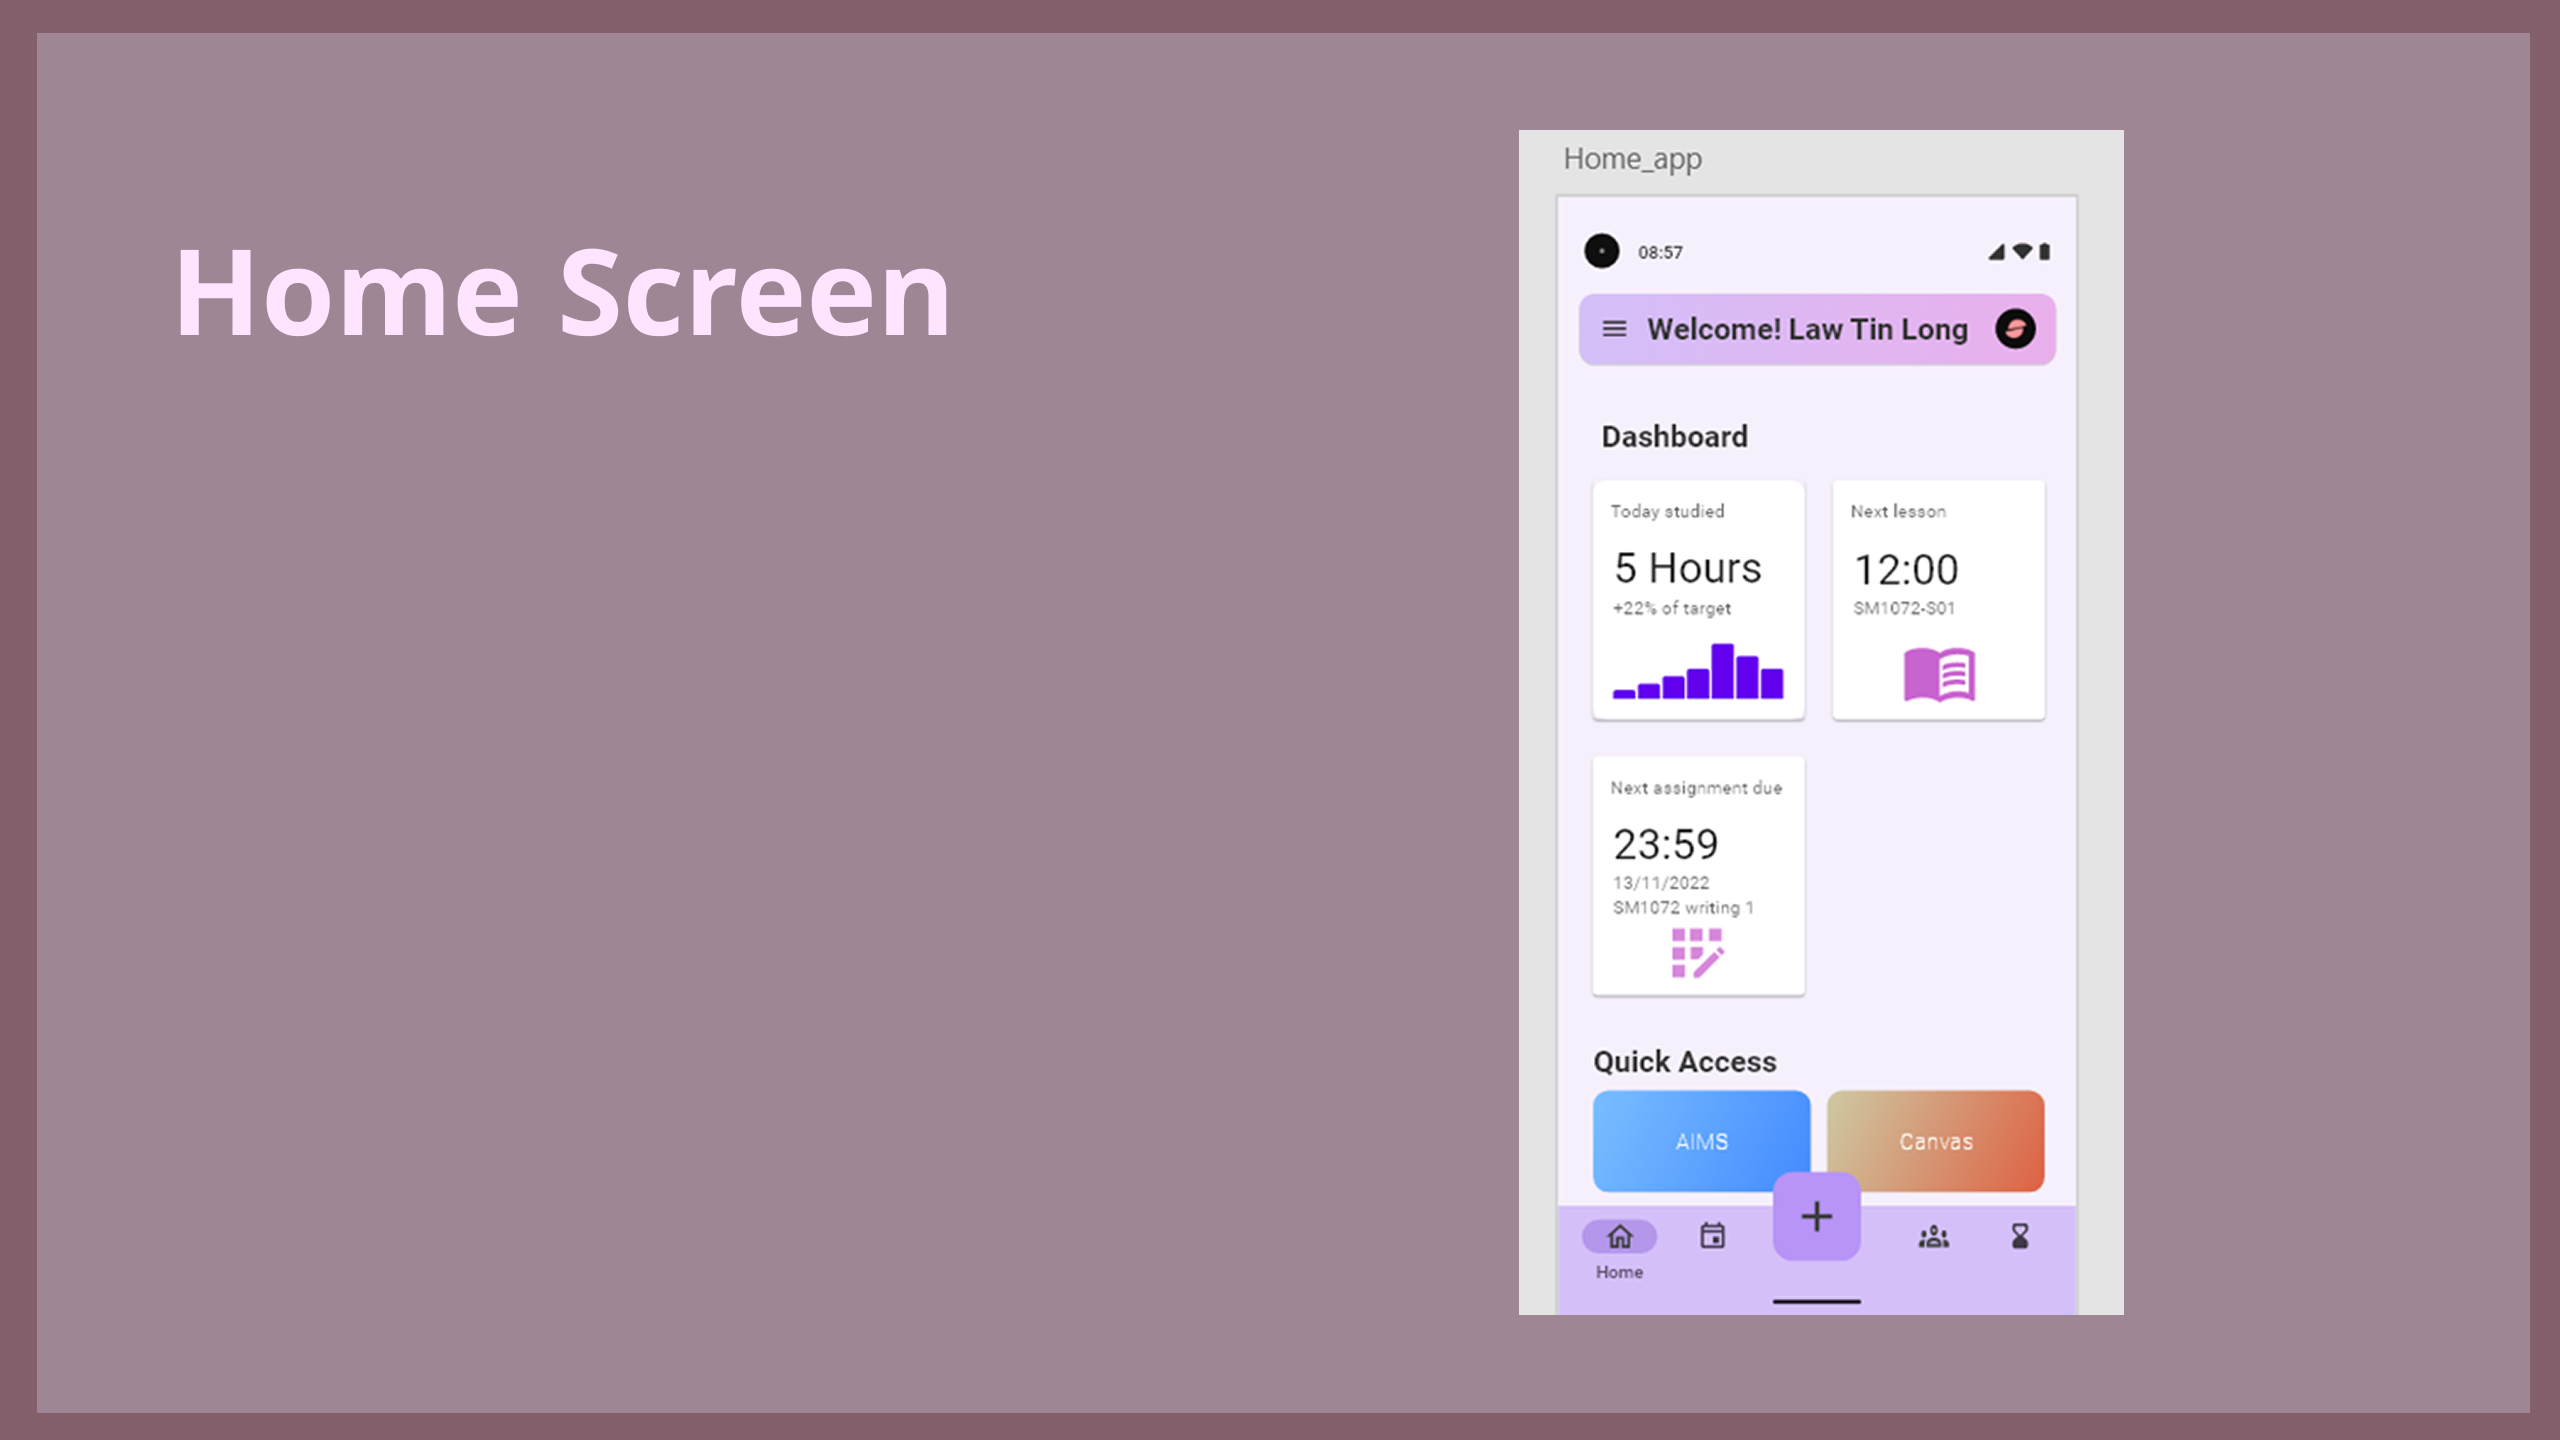 Home Screen
Home_app
08:57
Welcome! Law Tin Long
Dashboard
Today studied
5 Hours
+22% of target
Next lesson
12:00
SM1072-S01
Next assignment due
23:59
13/11/2022
SM1072 writing 1
Quick Access
AIMS
Canvas
Home